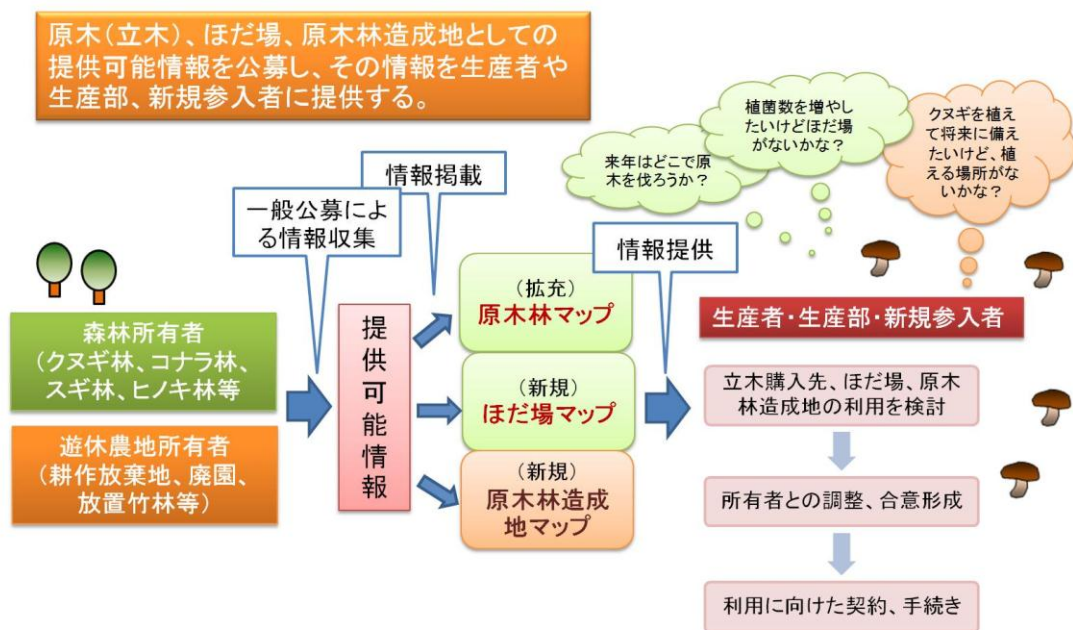 原木(立木)、ほだ場、原木林造成地としての
提供可能情報を公募し、その情報を生産者や
生産部、新規参入者に提供する。
来年はどこで原
木を伐ろうか?
植菌数を増やし
たいけどほだ場
がないかな?
クヌギを植え
て将来に備え
たいけど、植
える場所がな
いかな?
情報掲載
一般公募によ
る情報収集
情報提供
森林所有者
(クヌギ林、コナラ林、
スギ林、ヒノキ林等)
遊休農地所有者
(耕作放棄地、廃園、
放置竹林等)
提供可能情報
(拡充)
原木林マップ
(新規)
ほだ場マップ
(新規)
原木林造成
地マップ
生産者・生産部・新規参入者
立木購入先、ほだ場、原木
林造成地の利用を検討
所有者との調整、合意形成
利用に向けた契約、手続き